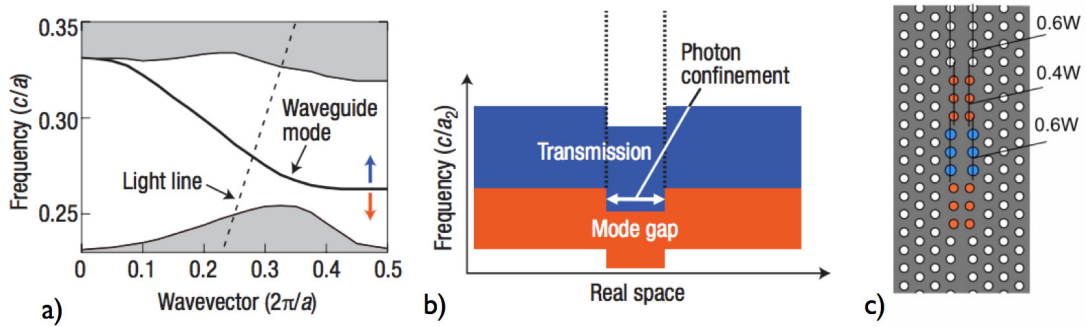 0.35
0.30
0.25
Frequency (c/a)
Waveguide
mode
Light line
0 0.1 0.2 0.3 0.4 0.5
Wavevector (2π/a)
a)
Frequency (c/a₂)
Photon
confinement
Transmission
Mode gap
Real space
b)
0.6W
0.4W
0.6W
c)